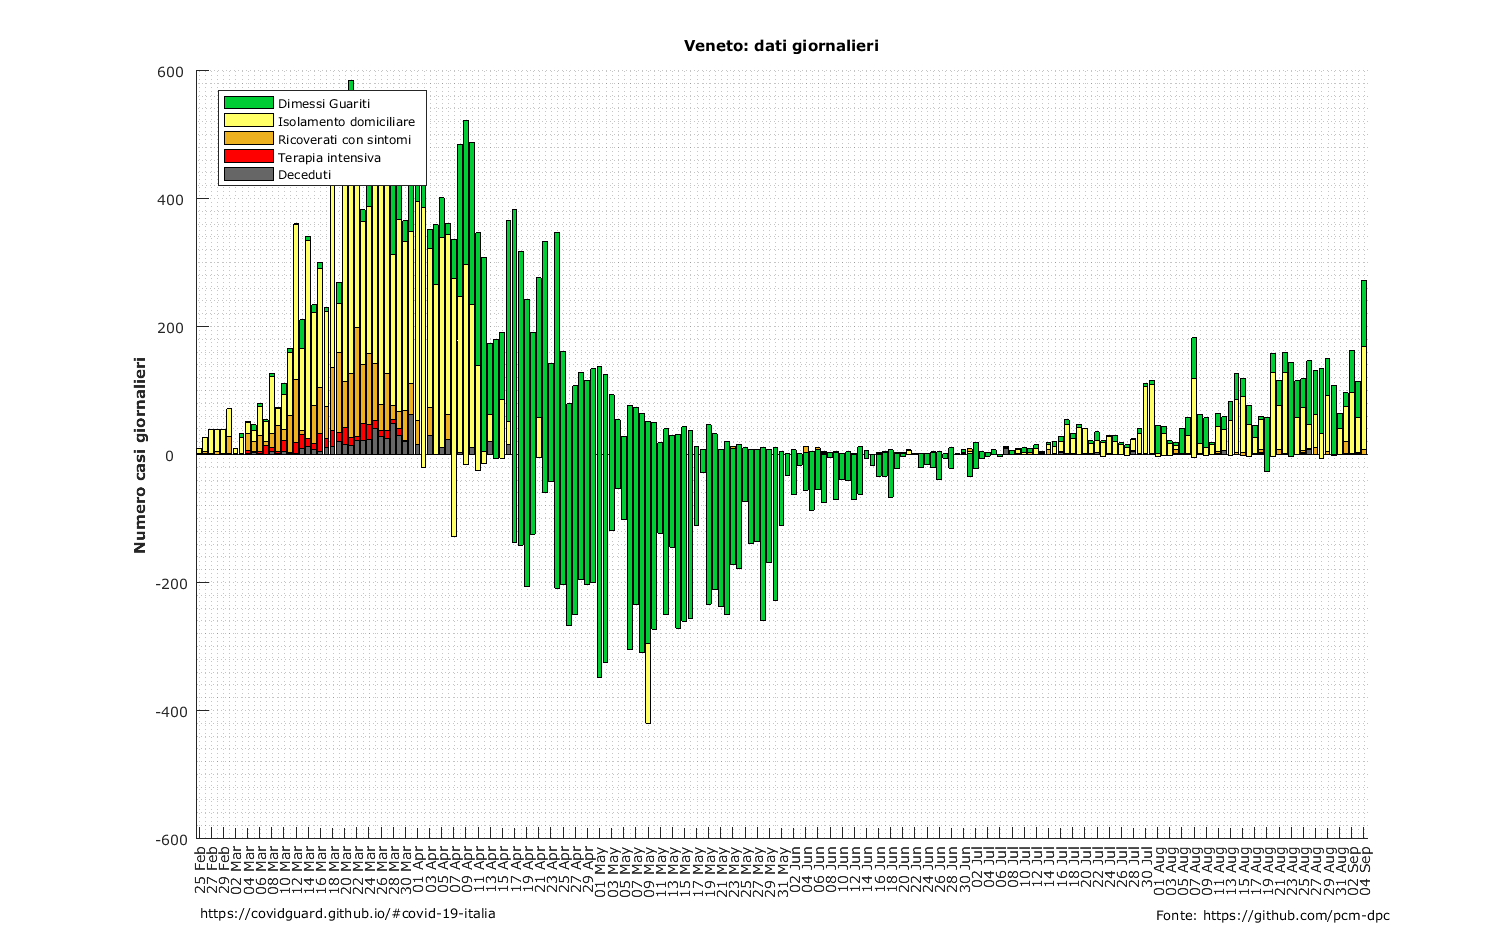 Veneto: dati giornalieri
600
400
200
0
-200
-400
-600
Numero casi giornalieri
Dimessi Guariti
Isolamento domiciliare
Ricoverati con sintomi
Terapia intensiva
Deceduti
25 Feb
27 Feb
29 Feb
02 Mar
04 Mar
06 Mar
08 Mar
10 Mar
12 Mar
14 Mar
16 Mar
18 Mar
20 Mar
22 Mar
24 Mar
26 Mar
28 Mar
30 Mar
01 Apr
03 Apr
05 Apr
07 Apr
09 Apr
11 Apr
13 Apr
15 Apr
17 Apr
19 Apr
21 Apr
23 Apr
25 Apr
27 Apr
29 Apr
01 May
03 May
05 May
07 May
09 May
11 May
13 May
15 May
17 May
19 May
21 May
23 May
25 May
27 May
29 May
31 May
02 Jun
04 Jun
06 Jun
08 Jun
10 Jun
12 Jun
14 Jun
16 Jun
18 Jun
20 Jun
22 Jun
24 Jun
26 Jun
28 Jun
30 Jun
02 Jul
04 Jul
06 Jul
08 Jul
10 Jul
12 Jul
14 Jul
16 Jul
18 Jul
20 Jul
22 Jul
24 Jul
26 Jul
28 Jul
30 Jul
01 Aug
03 Aug
05 Aug
07 Aug
09 Aug
11 Aug
13 Aug
15 Aug
17 Aug
19 Aug
21 Aug
23 Aug
25 Aug
27 Aug
29 Aug
31 Aug
02 Sep
04 Sep
https://covidguard.github.io/#covid-19-italia
Fonte: https://github.com/pcm-dpc